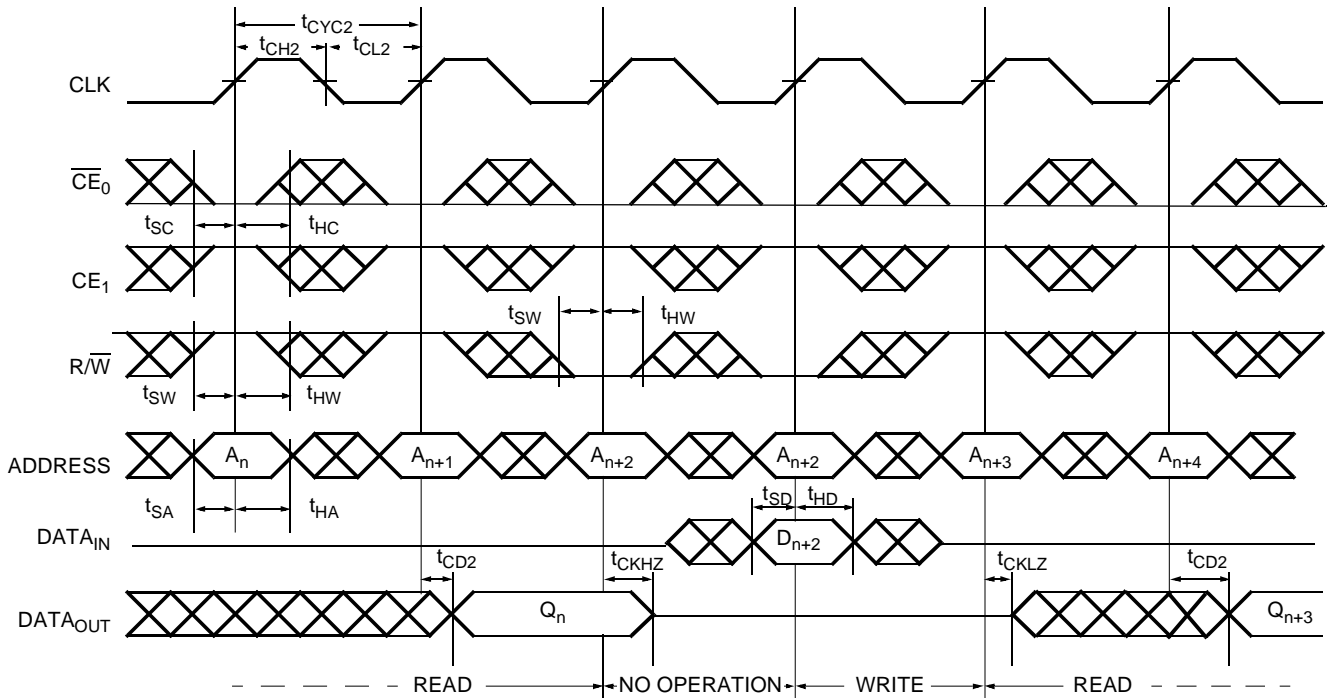 tCYC2
tCH2 tCL2
CLK
CE0
tSC tHC
CE1
tSW tHW
R/W
tSW tHW
ADDRESS An An+1 An+2 An+2 An+3 An+4
tSA tHA tSD tHD
DATAIN Dn+2
tCD2 tCKHZ tCKLZ tCD2
DATAOUT Qn Qn+3
READ NO OPERATION WRITE READ